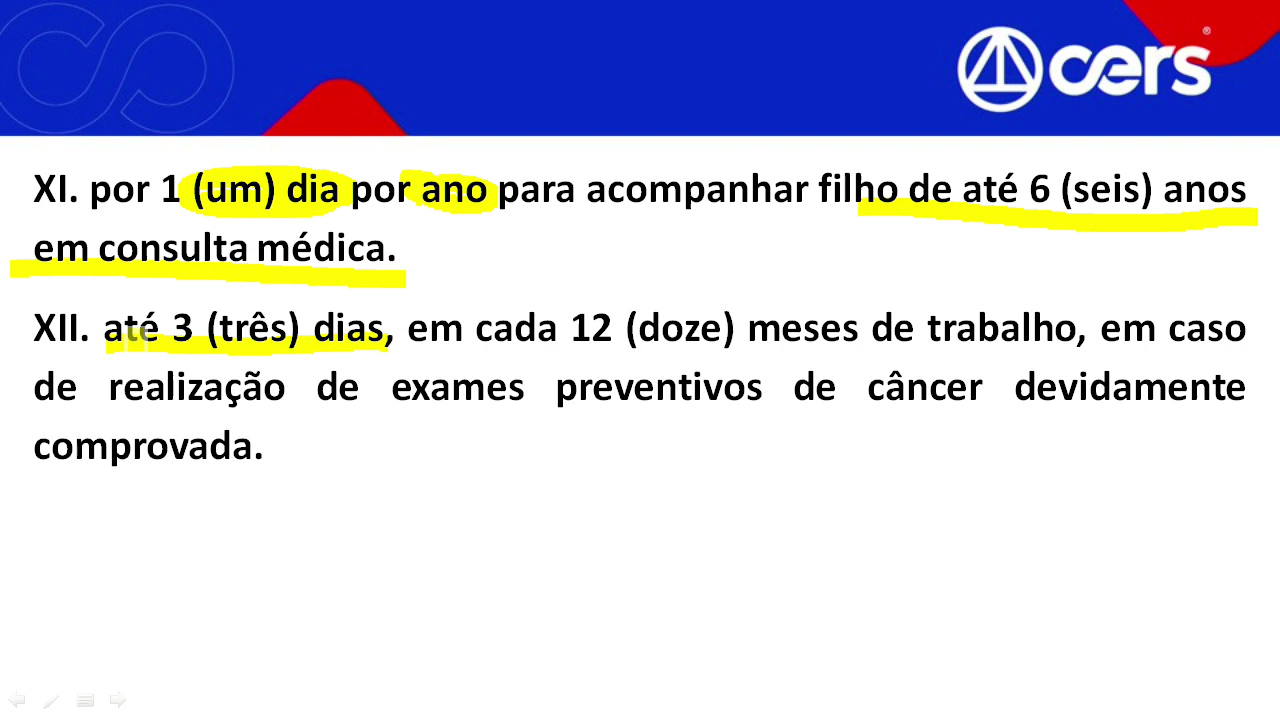 cers
XI. por 1 (um) dia por ano para acompanhar filho de até 6 (seis) anos
em consulta médica.
XII. até 3 (três) dias, em cada 12 (doze) meses de trabalho, em caso
de realização de exames preventivos de câncer devidamente
comprovada.